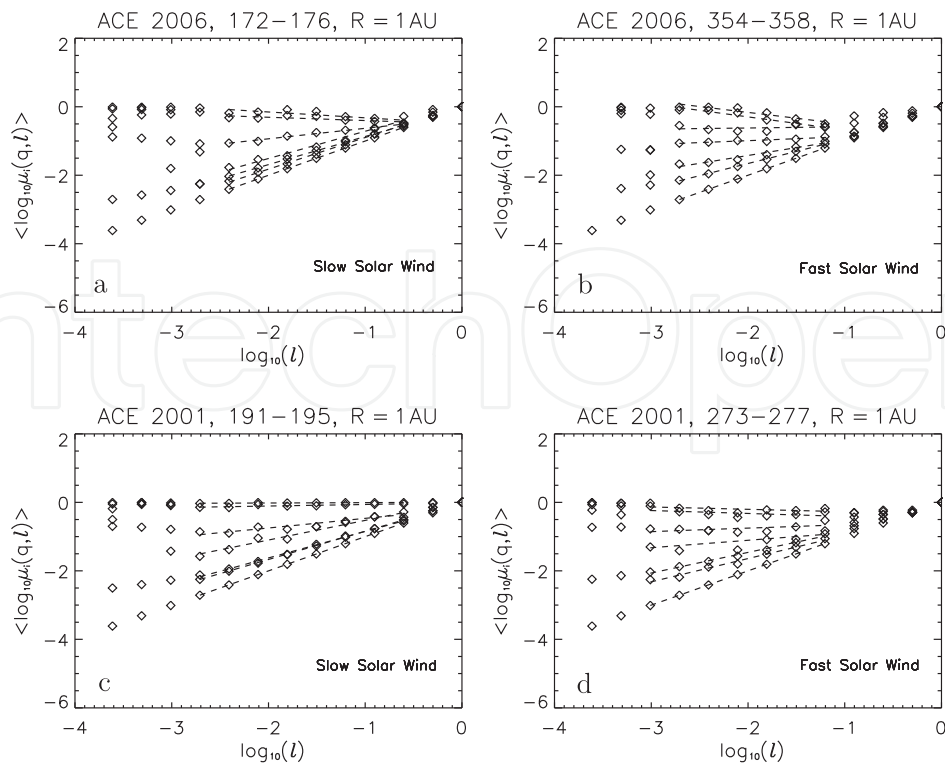 ACE 2006, 172−176, R = 1AU
ACE 2006, 354−358, R = 1AU
2
0
−2
−4
−6
<log₁₀μᵢ(q,l)>
a
Slow Solar Wind
−4 −3 −2 −1 0
log₁₀(l)
2
0
−2
−4
−6
<log₁₀μᵢ(q,l)>
b
Fast Solar Wind
−4 −3 −2 −1 0
log₁₀(l)
ntechOpe
ACE 2001, 191−195, R = 1AU
ACE 2001, 273−277, R = 1AU
2
0
−2
−4
−6
<log₁₀μᵢ(q,l)>
c
Slow Solar Wind
−4 −3 −2 −1 0
log₁₀(l)
2
0
−2
−4
−6
<log₁₀μᵢ(q,l)>
d
Fast Solar Wind
−4 −3 −2 −1 0
log₁₀(l)